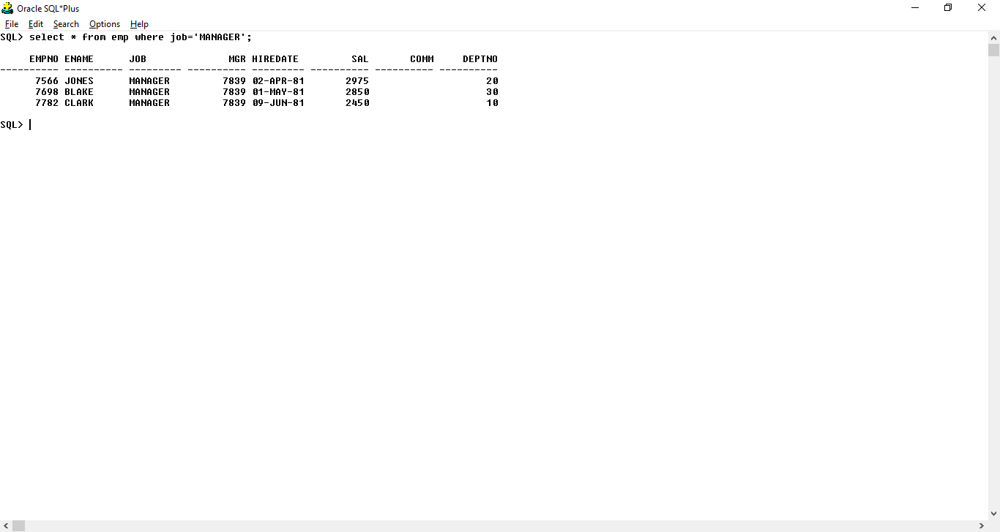 Oracle SQL*Plus
File Edit Search Options Help
SQL> select * from emp where job='MANAGER';
     EMPNO ENAME      JOB              MGR HIREDATE         SAL       COMM     DEPTNO
---------- ---------- --------- ---------- --------- ---------- ---------- ----------
      7566 JONES      MANAGER         7839 02-APR-81       2975                    20
      7698 BLAKE      MANAGER         7839 01-MAY-81       2850                    30
      7782 CLARK      MANAGER         7839 09-JUN-81       2450                    10
SQL>